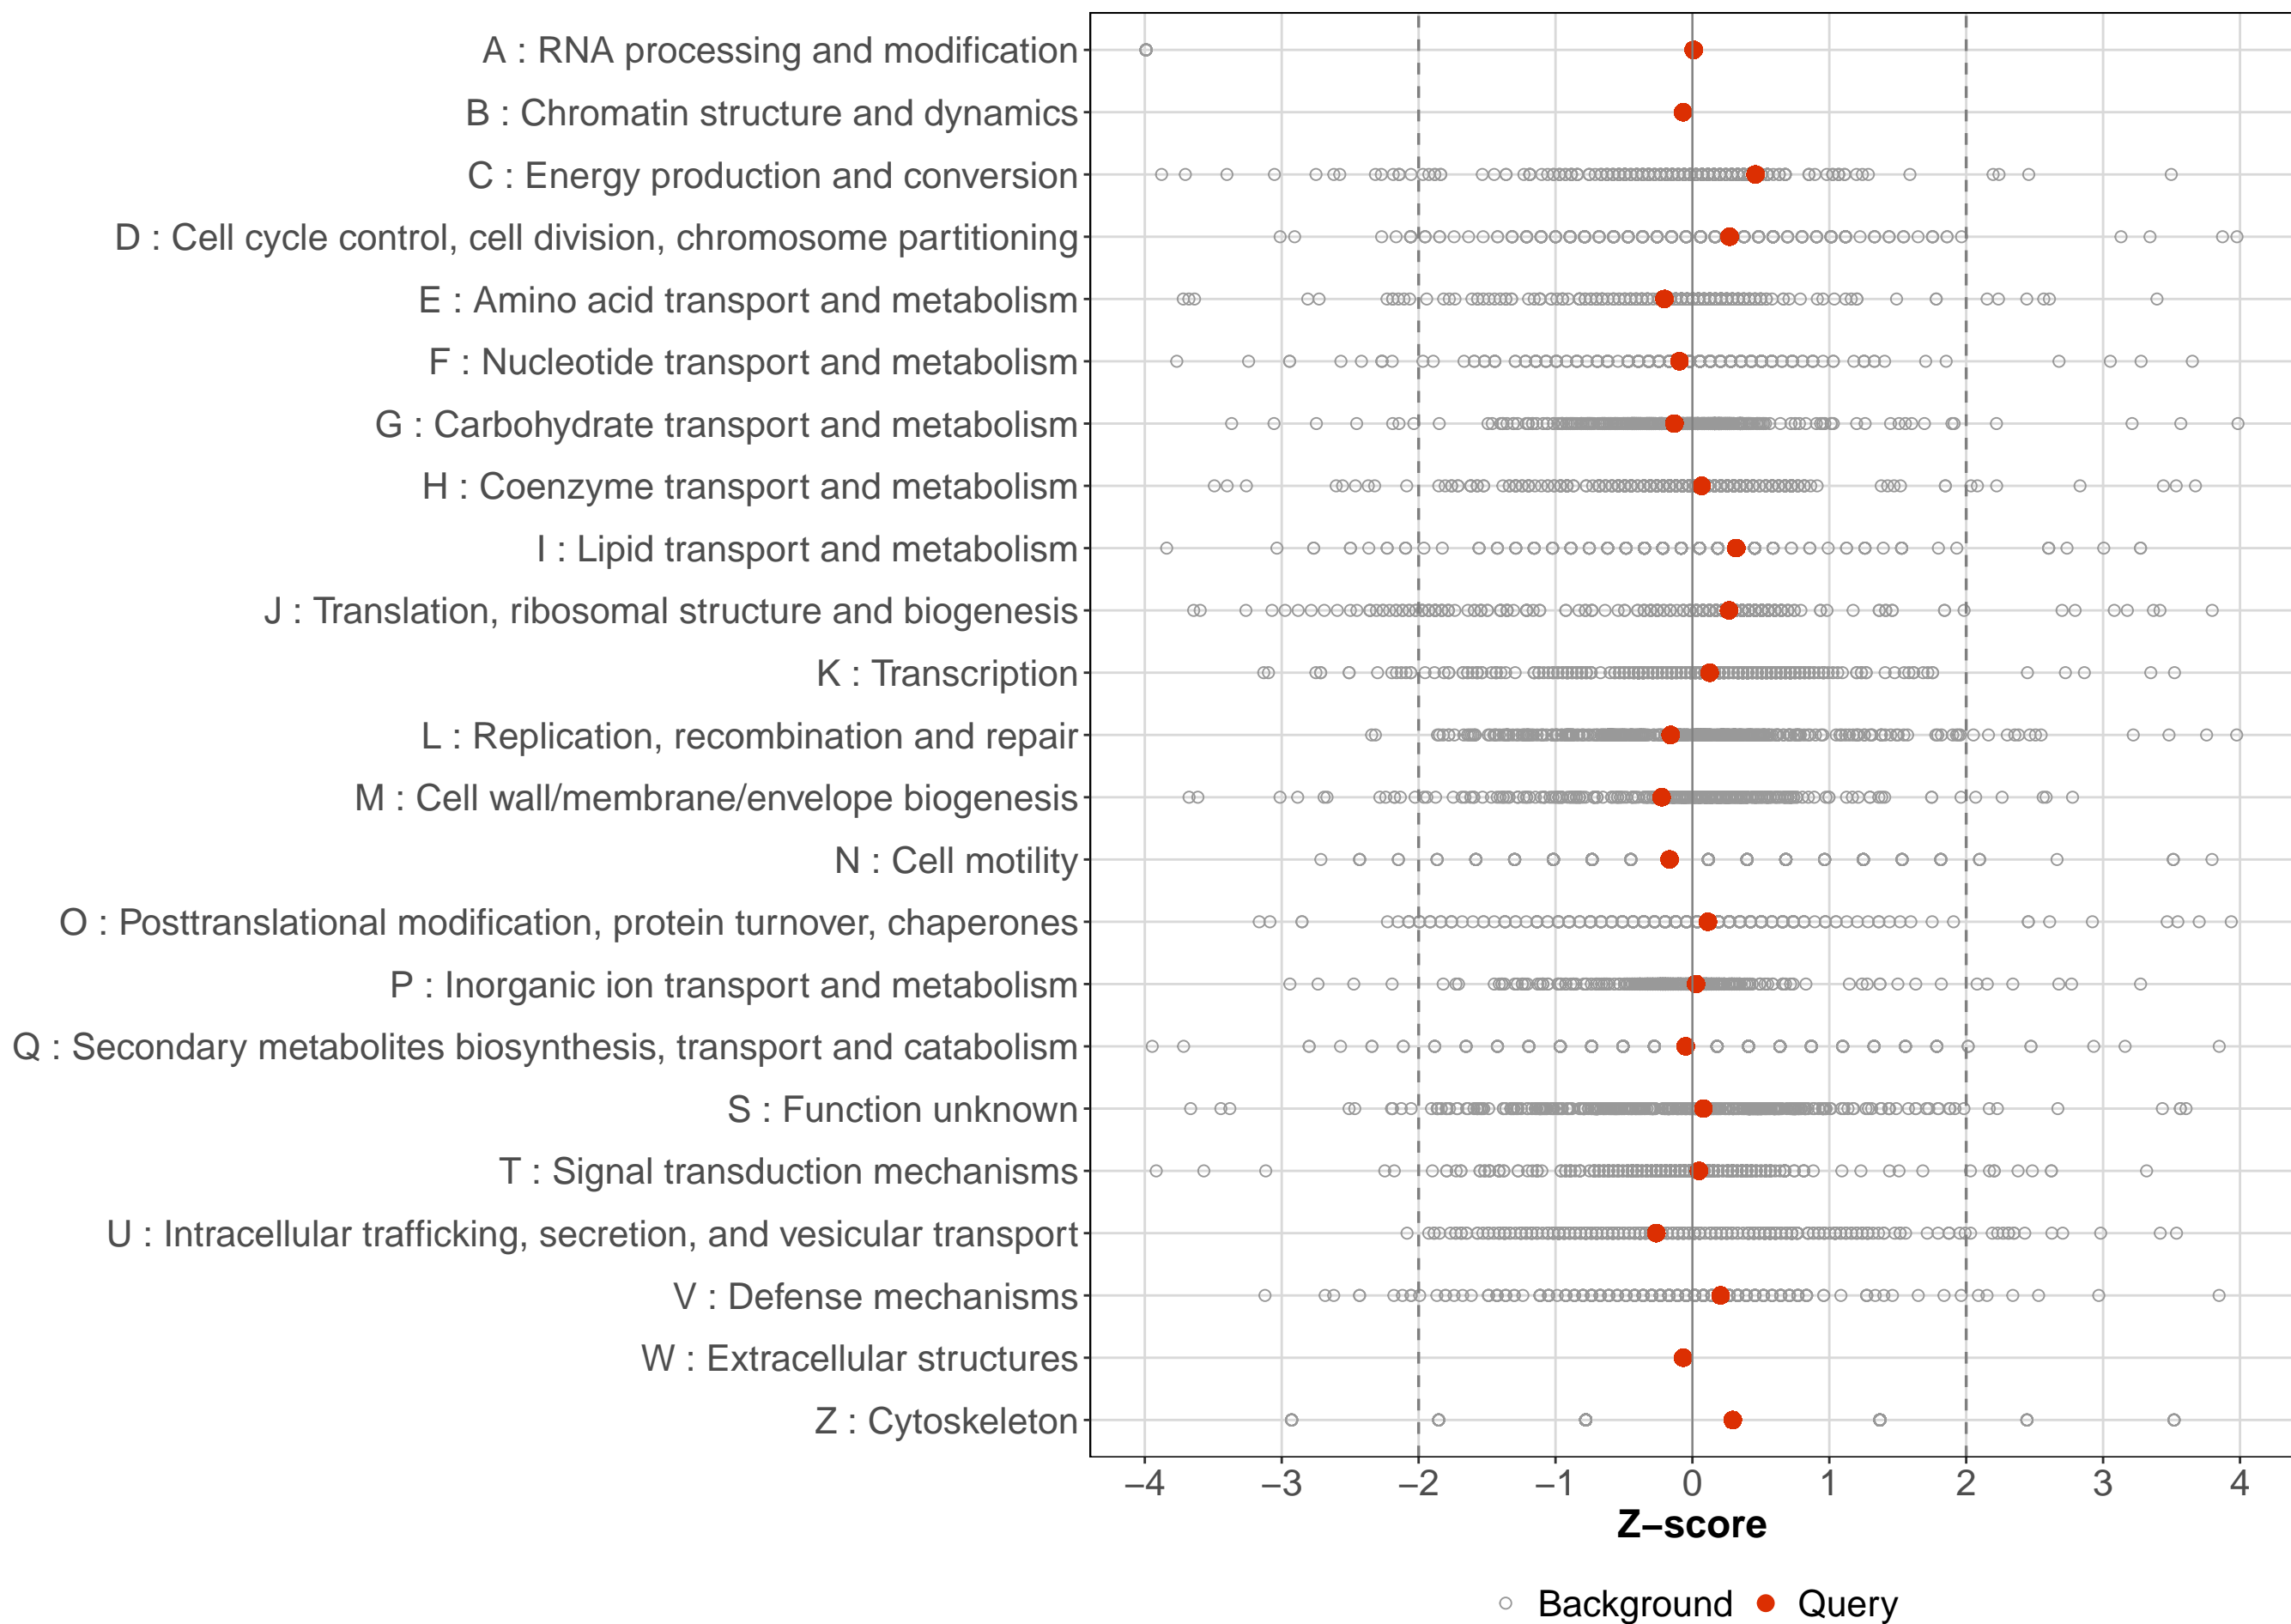 A : RNA processing and modification
B : Chromatin structure and dynamics
C : Energy production and conversion
D : Cell cycle control, cell division, chromosome partitioning
E : Amino acid transport and metabolism
F : Nucleotide transport and metabolism
G : Carbohydrate transport and metabolism
H : Coenzyme transport and metabolism
I : Lipid transport and metabolism
J : Translation, ribosomal structure and biogenesis
K : Transcription
L : Replication, recombination and repair
M : Cell wall/membrane/envelope biogenesis
N : Cell motility
O : Posttranslational modification, protein turnover, chaperones
P : Inorganic ion transport and metabolism
Q : Secondary metabolites biosynthesis, transport and catabolism
S : Function unknown
T : Signal transduction mechanisms
U : Intracellular trafficking, secretion, and vesicular transport
V : Defense mechanisms
W : Extracellular structures
Z : Cytoskeleton
−4 −3 −2 −1 0 1 2 3 4
Z−score
Background Query